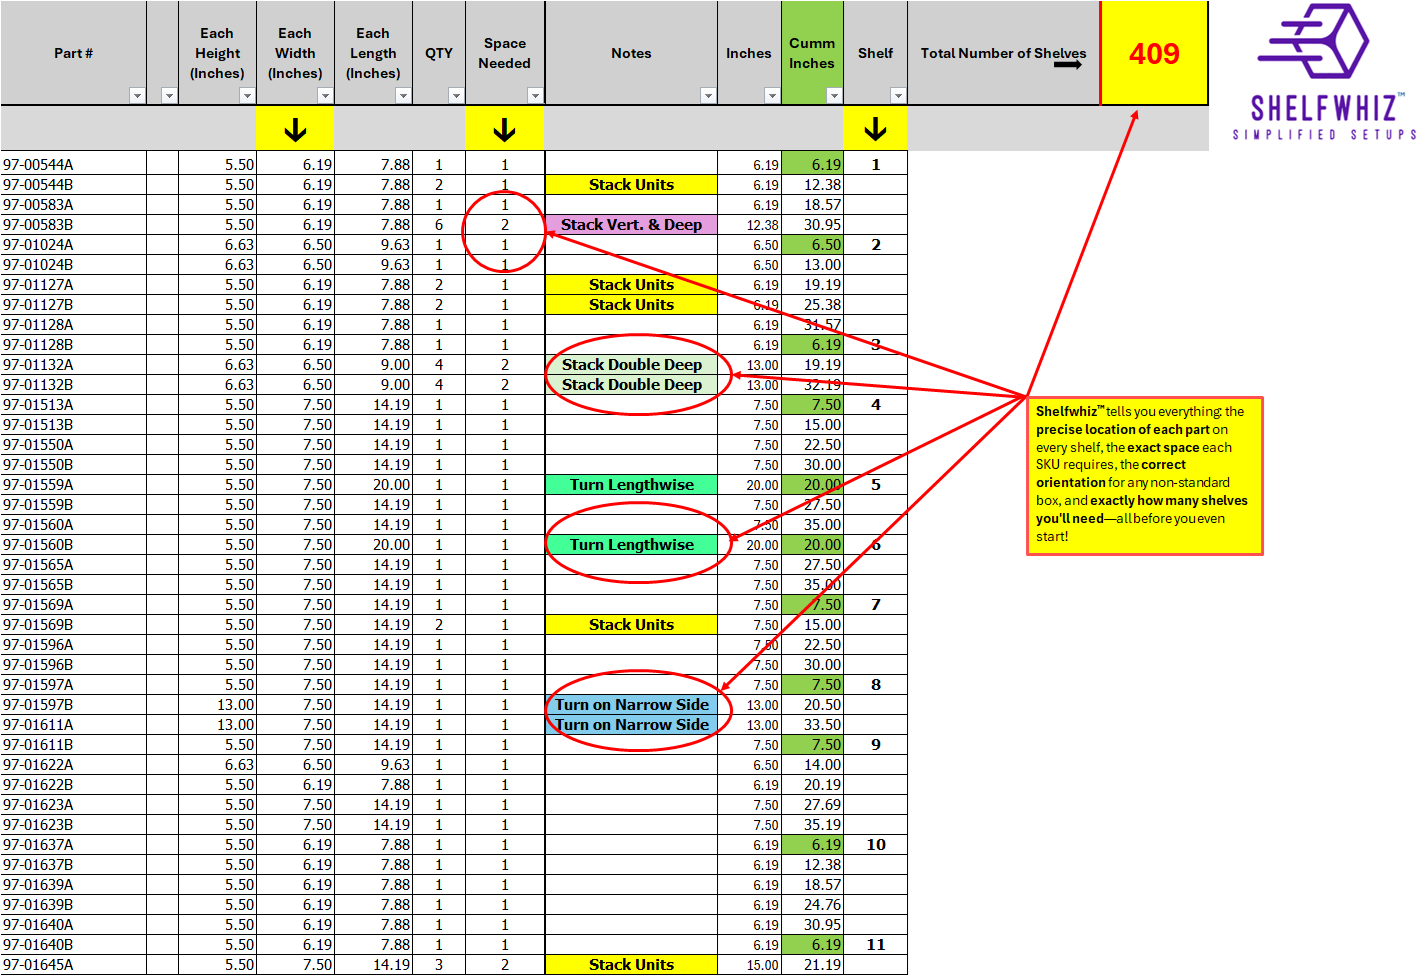 Part # Each Height (Inches) Each Width (Inches) Each Length (Inches) QTY Space Needed Notes Inches Cumm Inches Shelf Total Number of Shelves 409
SHELFWHIZ™
SIMPLIFIED SETUPS
97-00544A 5.50 6.19 7.88 1 1 6.19 6.19 1
97-00544B 5.50 6.19 7.88 2 1 Stack Units 6.19 12.38
97-00583A 5.50 6.19 7.88 1 1 6.19 18.57
97-00583B 5.50 6.19 7.88 6 2 Stack Vert. & Deep 12.38 30.95
97-01024A 6.63 6.50 9.63 1 1 6.50 6.50 2
97-01024B 6.63 6.50 9.63 1 1 6.50 13.00
97-01127A 5.50 6.19 7.88 2 1 Stack Units 6.19 19.19
97-01127B 5.50 6.19 7.88 2 1 Stack Units 6.19 25.38
97-01128A 5.50 6.19 7.88 1 1 6.19 31.57
97-01128B 5.50 6.19 7.88 1 1 6.19 6.19 3
97-01132A 6.63 6.50 9.00 4 2 Stack Double Deep 13.00 19.19
97-01132B 6.63 6.50 9.00 4 2 Stack Double Deep 13.00 32.19
97-01513A 5.50 7.50 14.19 1 1 7.50 7.50 4
97-01513B 5.50 7.50 14.19 1 1 7.50 15.00
97-01550A 5.50 7.50 14.19 1 1 7.50 22.50
97-01550B 5.50 7.50 14.19 1 1 7.50 30.00
97-01559A 5.50 7.50 20.00 1 1 Turn Lengthwise 20.00 20.00 5
97-01559B 5.50 7.50 14.19 1 1 7.50 27.50
97-01560A 5.50 7.50 14.19 1 1 7.50 35.00
97-01560B 5.50 7.50 20.00 1 1 Turn Lengthwise 20.00 20.00 6
97-01565A 5.50 7.50 14.19 1 1 7.50 27.50
97-01565B 5.50 7.50 14.19 1 1 7.50 35.00
97-01569A 5.50 7.50 14.19 1 1 7.50 7.50 7
97-01569B 5.50 7.50 14.19 2 1 Stack Units 7.50 15.00
97-01596A 5.50 7.50 14.19 1 1 7.50 22.50
97-01596B 5.50 7.50 14.19 1 1 7.50 30.00
97-01597A 5.50 7.50 14.19 1 1 7.50 7.50 8
97-01597B 13.00 7.50 14.19 1 1 Turn on Narrow Side 13.00 20.50
97-01611A 13.00 7.50 14.19 1 1 Turn on Narrow Side 13.00 33.50
97-01611B 5.50 7.50 14.19 1 1 7.50 7.50 9
97-01622A 6.63 6.50 9.63 1 1 6.50 14.00
97-01622B 5.50 6.19 7.88 1 1 6.19 20.19
97-01623A 5.50 7.50 14.19 1 1 7.50 27.69
97-01623B 5.50 7.50 14.19 1 1 7.50 35.19
97-01637A 5.50 6.19 7.88 1 1 6.19 6.19 10
97-01637B 5.50 6.19 7.88 1 1 6.19 12.38
97-01639A 5.50 6.19 7.88 1 1 6.19 18.57
97-01639B 5.50 6.19 7.88 1 1 6.19 24.76
97-01640A 5.50 6.19 7.88 1 1 6.19 30.95
97-01640B 5.50 6.19 7.88 1 1 6.19 6.19 11
97-01645A 5.50 7.50 14.19 3 2 Stack Units 15.00 21.19
Shelfwhiz™ tells you everything: the
precise location of each part on
every shelf, the exact space each
SKU requires, the correct
orientation for any non-standard
box, and exactly how many shelves
you'll need—all before you even
start!